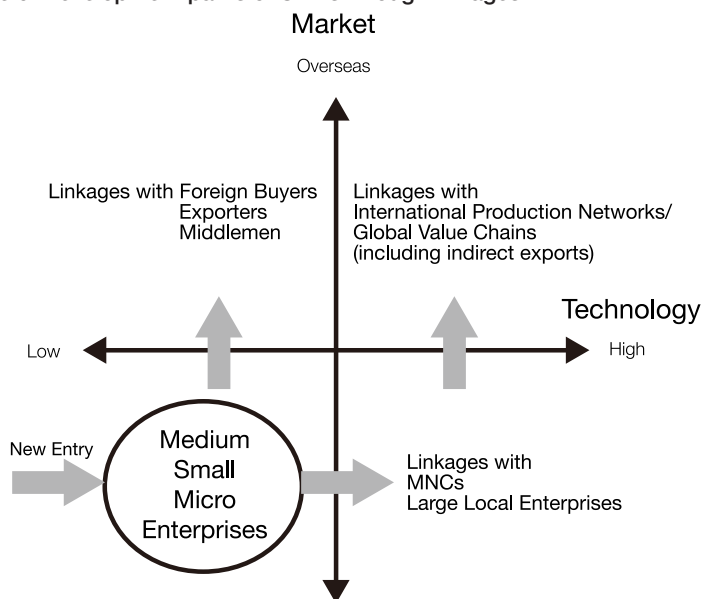 Market
Overseas
Linkages with Foreign Buyers
Exporters
Middlemen
Linkages with
International Production Networks/
Global Value Chains
(including indirect exports)
Technology
Low
High
New Entry
Medium
Small
Micro
Enterprises
Linkages with
MNCs
Large Local Enterprises